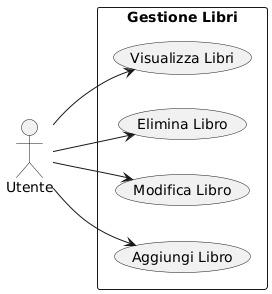 Gestione Libri
Visualizza Libri
Elimina Libro
Utente
Modifica Libro
Aggiungi Libro